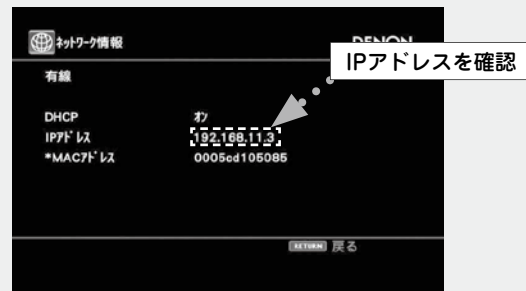 ネットワーク情報
DENON
IPアドレスを確認
有線
DHCP オン
IPアドレス 192.168.11.3
*MACアドレス 0005cd105085
RETURN 戻る